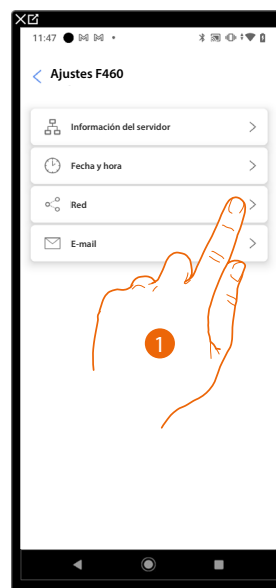 11:47
Ajustes F460
Información del servidor
Fecha y hora
Red
E-mail
1